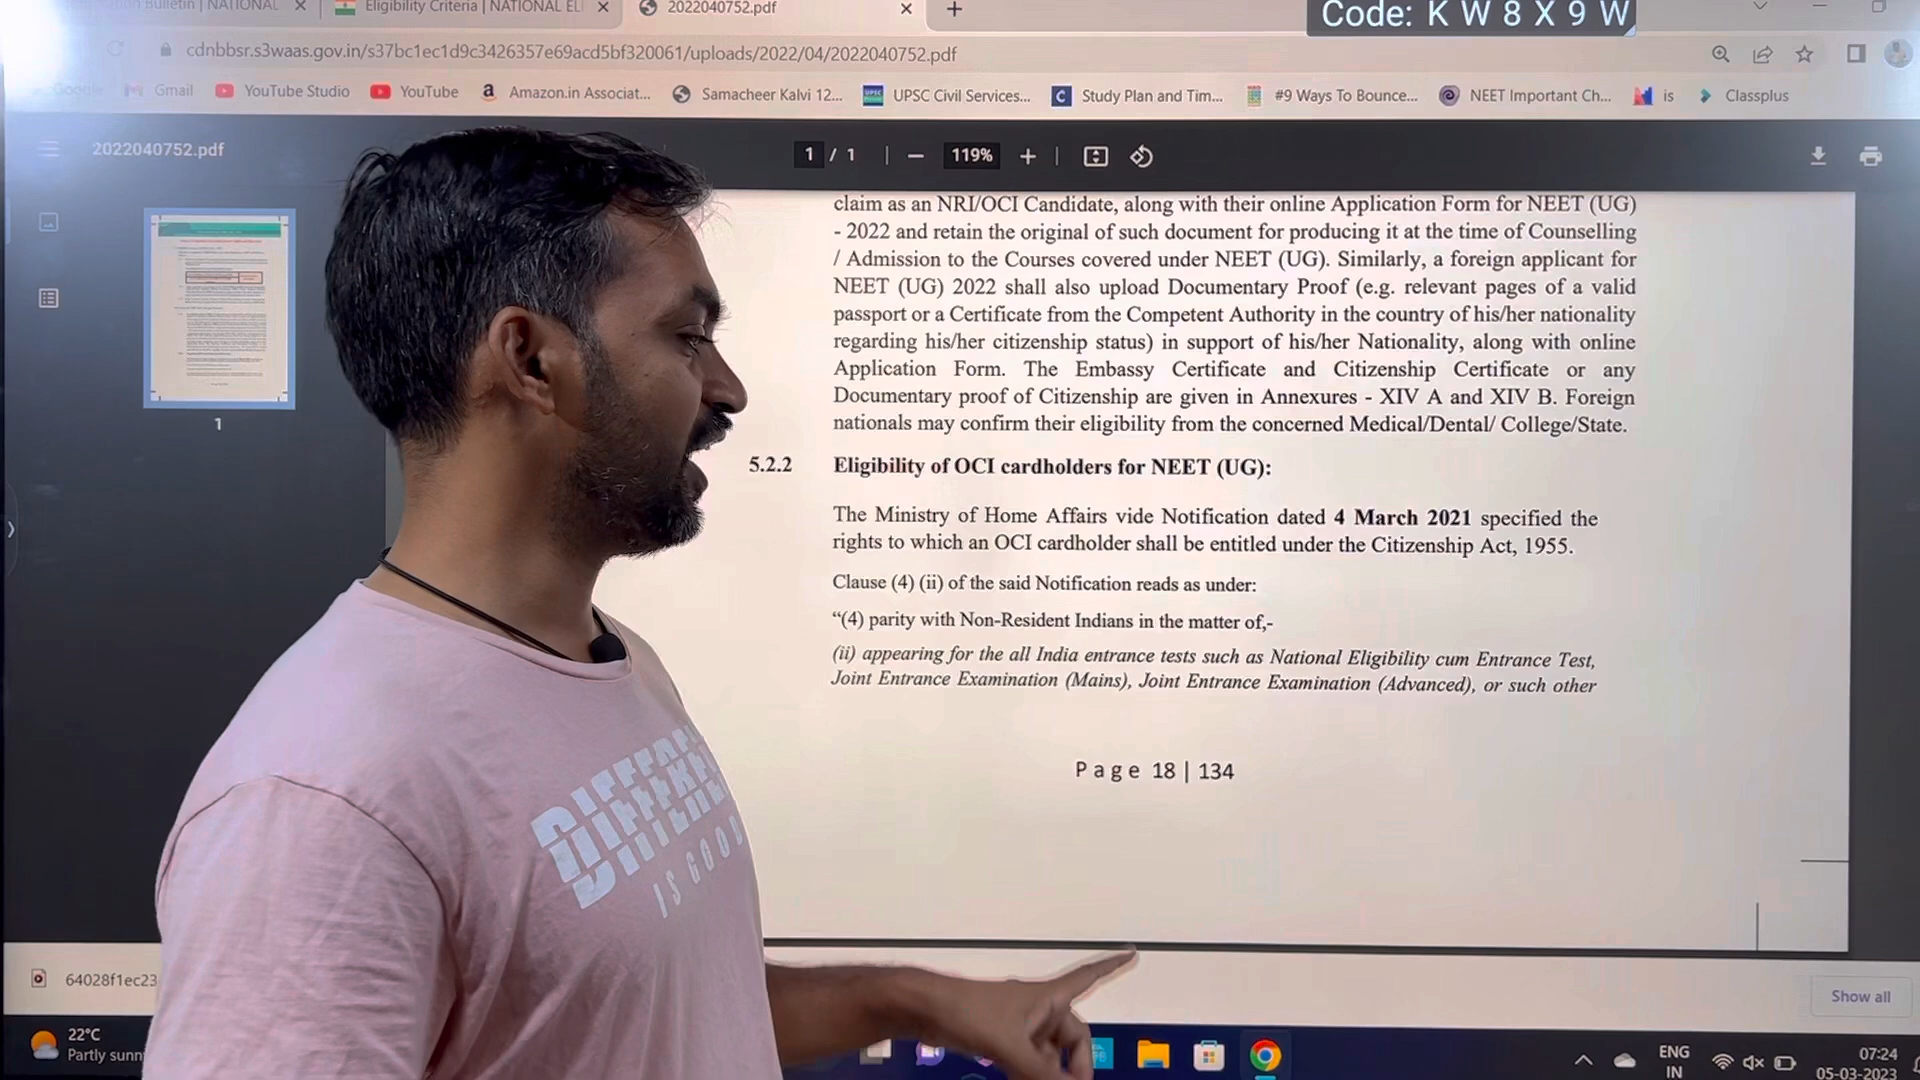 on Bulletin | NATIONAL
Eligibility Criteria | NATIONAL EL
2022040752.pdf
Code: K W 8 X 9 W
cdnbbsr.s3waas.gov.in/s37bc1ec1d9c3426357e69acd5bf320061/uploads/2022/04/2022040752.pdf
Google
Gmail
YouTube Studio
YouTube
Amazon.in Associat...
Samacheer Kalvi 12...
UPSC Civil Services...
Study Plan and Tim...
#9 Ways To Bounce...
NEET Important Ch...
is
Classplus
2022040752.pdf
1 / 1
119%
1
claim as an NRI/OCI Candidate, along with their online Application Form for NEET (UG)
- 2022 and retain the original of such document for producing it at the time of Counselling
/ Admission to the Courses covered under NEET (UG). Similarly, a foreign applicant for
NEET (UG) 2022 shall also upload Documentary Proof (e.g. relevant pages of a valid
passport or a Certificate from the Competent Authority in the country of his/her nationality
regarding his/her citizenship status) in support of his/her Nationality, along with online
Application Form. The Embassy Certificate and Citizenship Certificate or any
Documentary proof of Citizenship are given in Annexures - XIV A and XIV B. Foreign
nationals may confirm their eligibility from the concerned Medical/Dental/ College/State.
5.2.2 Eligibility of OCI cardholders for NEET (UG):
The Ministry of Home Affairs vide Notification dated 4 March 2021 specified the
rights to which an OCI cardholder shall be entitled under the Citizenship Act, 1955.
Clause (4) (ii) of the said Notification reads as under:
“(4) parity with Non-Resident Indians in the matter of,-
(ii) appearing for the all India entrance tests such as National Eligibility cum Entrance Test,
Joint Entrance Examination (Mains), Joint Entrance Examination (Advanced), or such other
Page 18 | 134
DIFFERENT
IS GOOD
64028f1ec23
Show all
22°C
Partly sunn
ENG
IN
07:24
05-03-2023